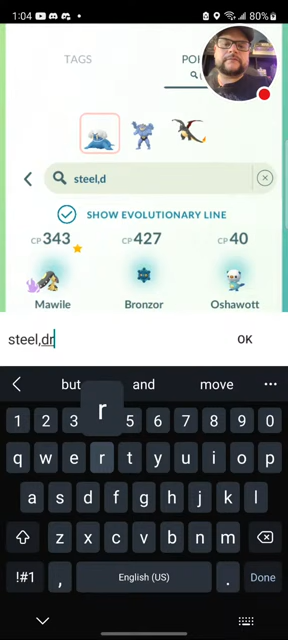 1:04
80%
TAGS
PO
steel,d
SHOW EVOLUTIONARY LINE
CP343
CP427
CP40
Mawile
Bronzor
Oshawott
steel,dr
OK
but
and
move
r
1 2 3 5 6 7 8 9 0
q w e r t y u i o p
a s d f g h j k l
z x c v b n m
!#1 , English (US) . Done